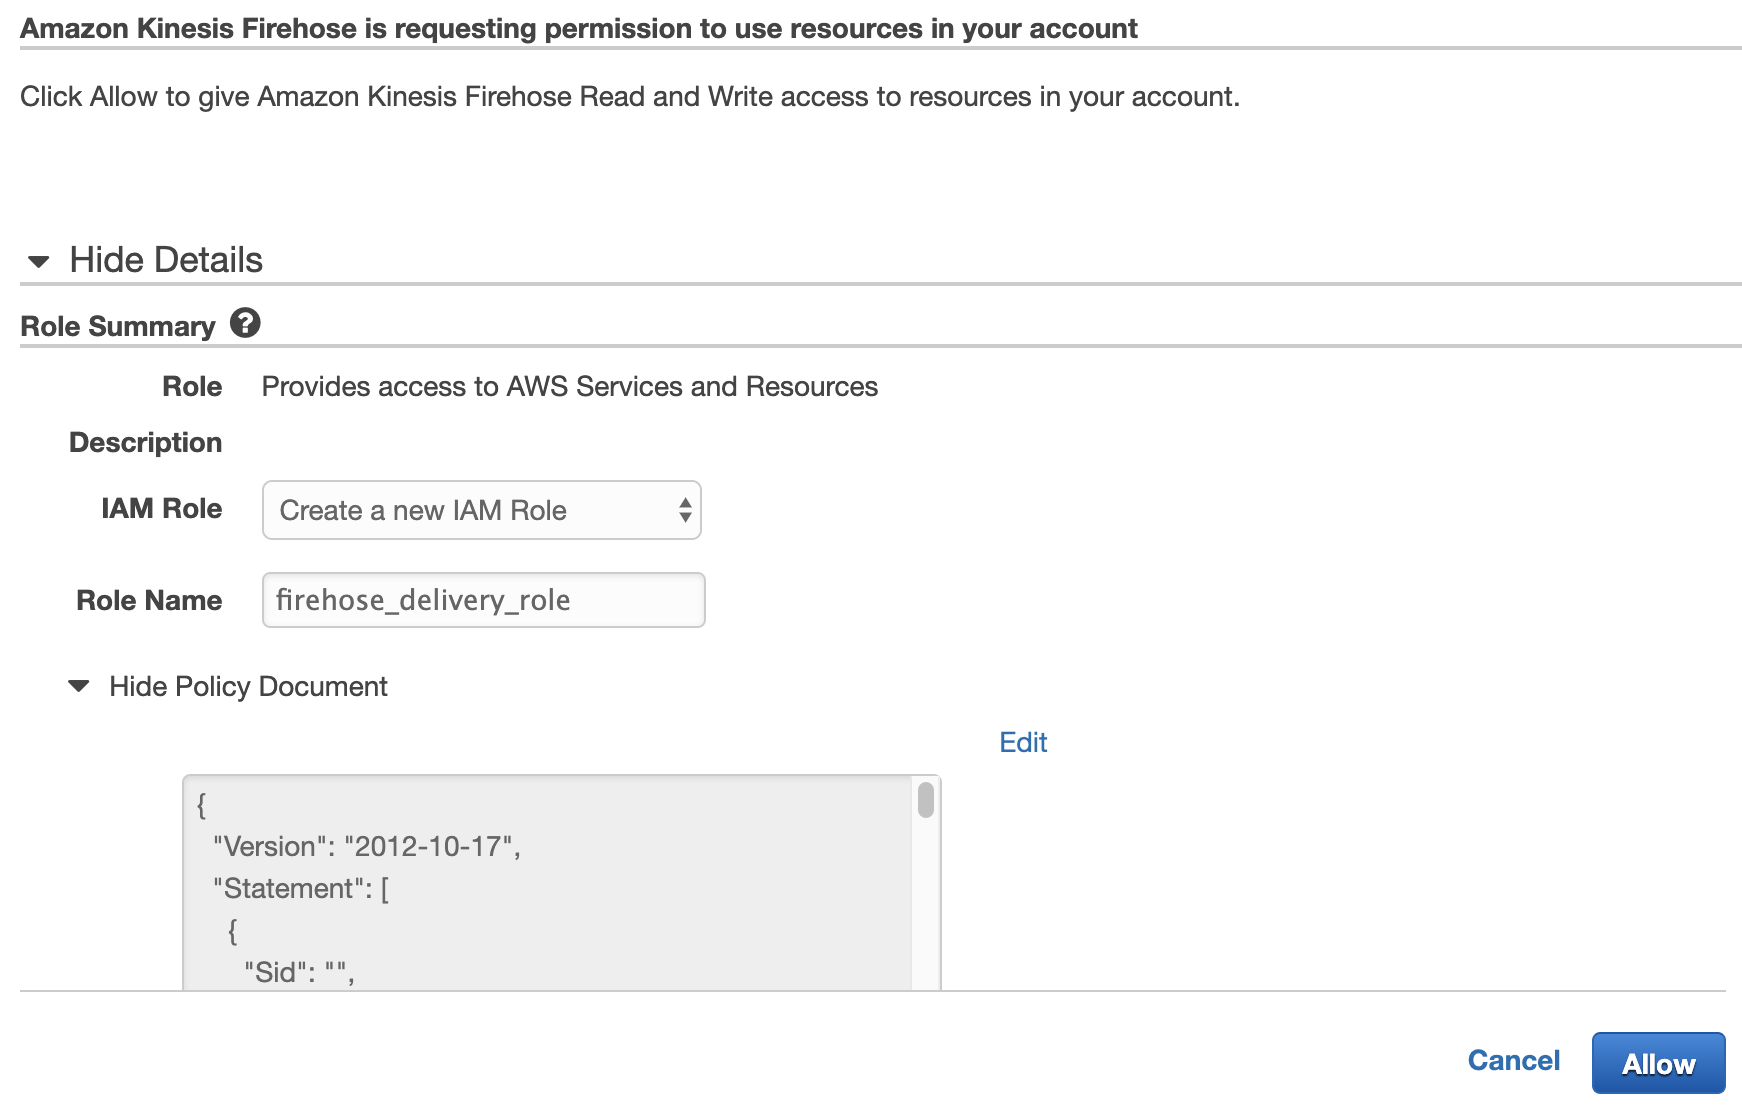 Amazon Kinesis Firehose is requesting permission to use resources in your account
Click Allow to give Amazon Kinesis Firehose Read and Write access to resources in your account.
Hide Details
Role Summary ?
Role Provides access to AWS Services and Resources
Description
IAM Role Create a new IAM Role
Role Name firehose_delivery_role
Hide Policy Document
Edit
{
"Version": "2012-10-17",
"Statement": [
{
"Sid": "",
Cancel Allow